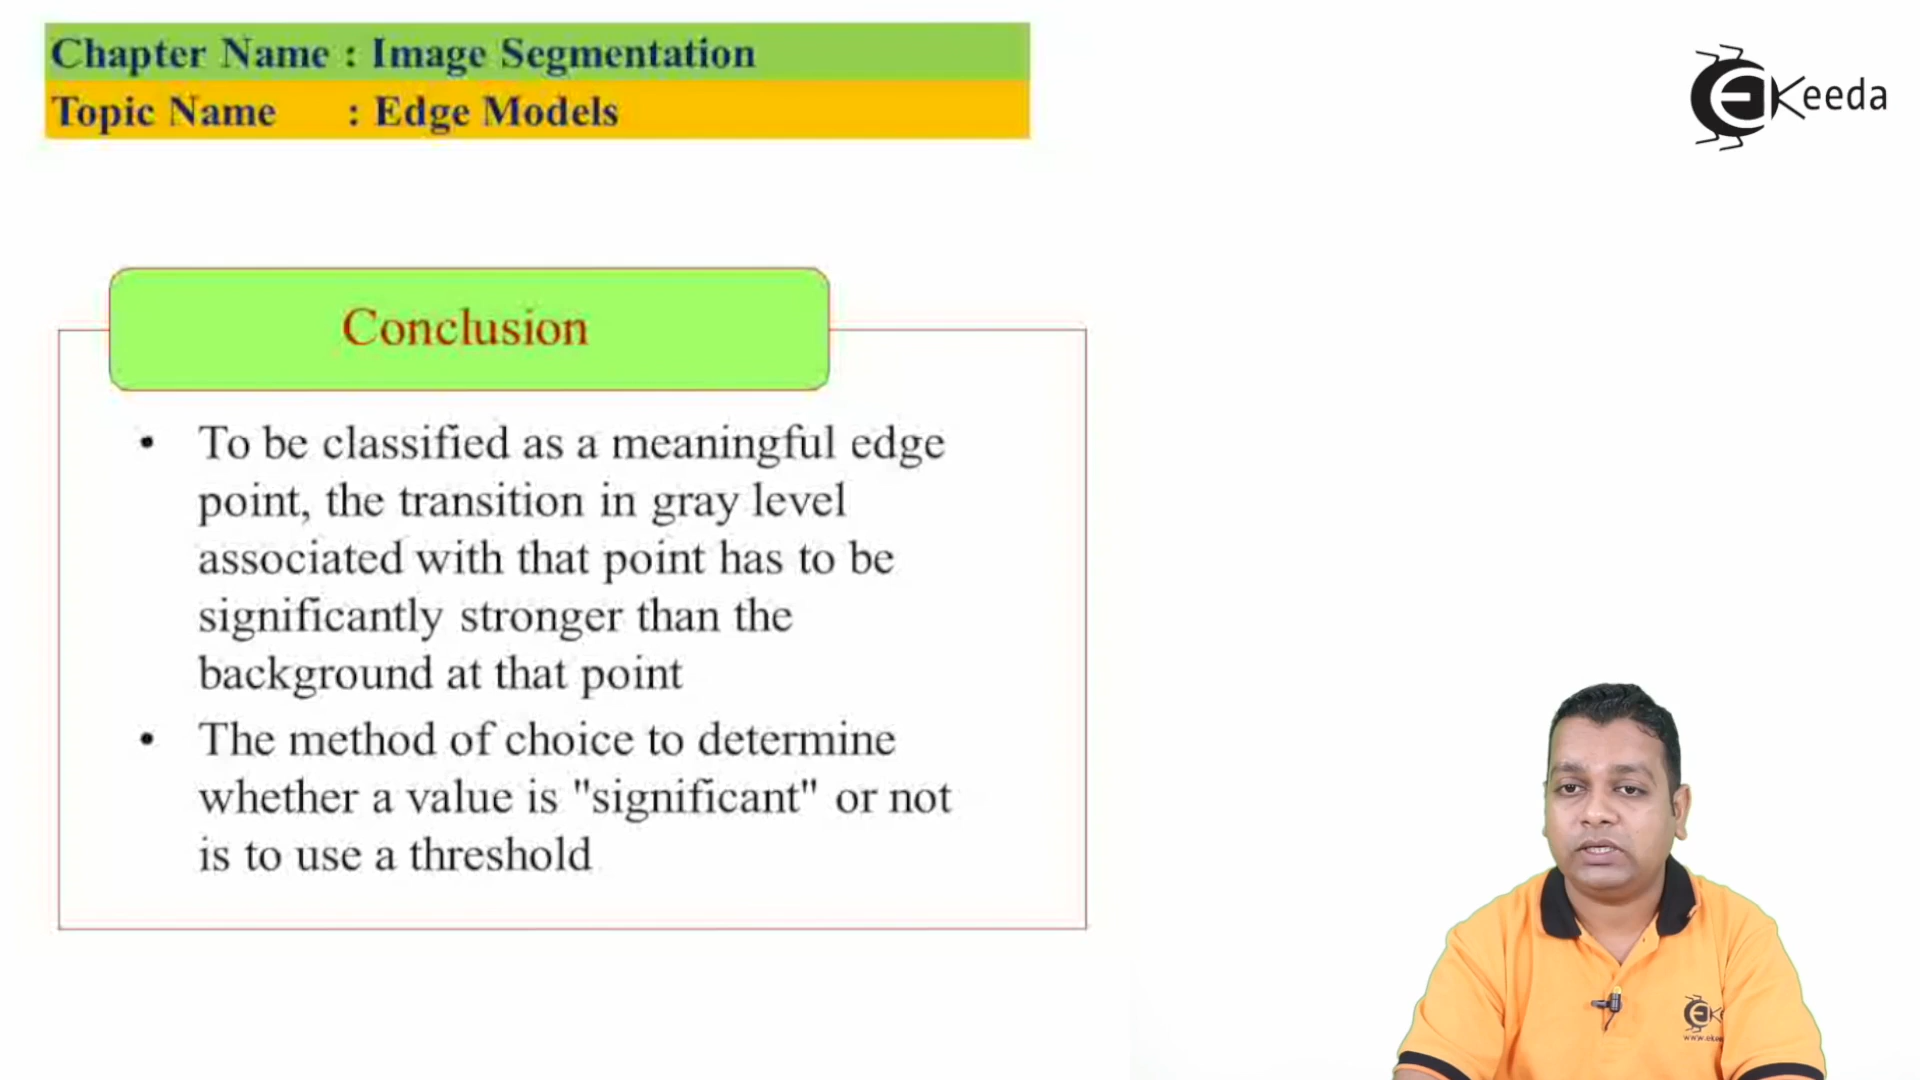 Chapter Name : Image Segmentation
Topic Name : Edge Models
EKeeda
Conclusion
• To be classified as a meaningful edge
point, the transition in gray level
associated with that point has to be
significantly stronger than the
background at that point
• The method of choice to determine
whether a value is "significant" or not
is to use a threshold